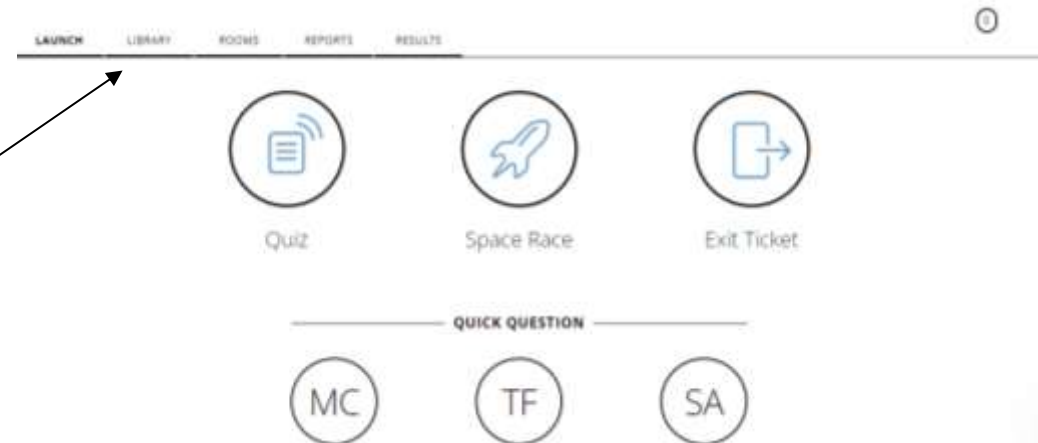 LAUNCH LIBRARY ROOMS REPORTS RESULTS
Quiz Space Race Exit Ticket
QUICK QUESTION
MC TF SA